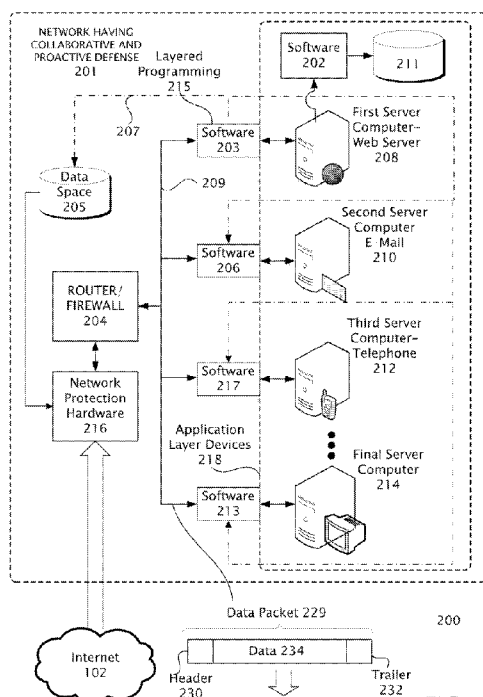 NETWORK HAVING
COLLABORATIVE AND
PROACTIVE DEFENSE
201
Layered
Programming
215
Software
202
211
207
Software
203
First Server
Computer–
Web Server
208
209
Data
Space
205
Second Server
Computer
E-Mail
210
Software
206
ROUTER/
FIREWALL
204
Third Server
Computer–
Telephone
212
Software
217
Network
Protection
Hardware
216
Application
Layer Devices
218
Final Server
Computer
214
Software
213
Data Packet 229
200
Internet
102
Data 234
Header
230
Trailer
232